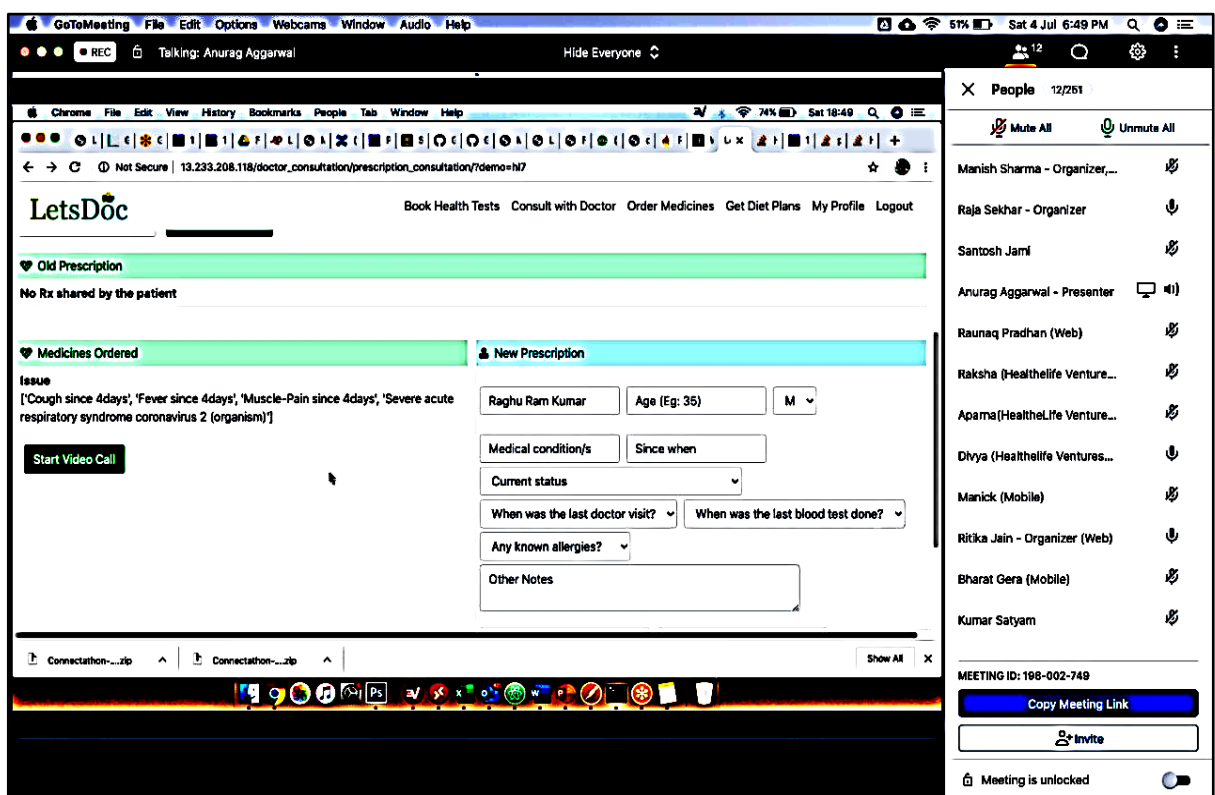 GoToMeeting File Edit Options Webcams Window Audio Help 51% Sat 4 Jul 6:49 PM
REC Talking: Anurag Aggarwal Hide Everyone 12
Chrome File Edit View History Bookmarks People Tab Window Help 74% Sat 18:49
Not Secure | 13.233.208.118/doctor_consultation/prescription_consultation/?demo=hl7
LetsDoc Book Health Tests Consult with Doctor Order Medicines Get Diet Plans My Profile Logout
Old Prescription
No Rx shared by the patient
Medicines Ordered
Issue
['Cough since 4days', 'Fever since 4days', 'Muscle-Pain since 4days', 'Severe acute
respiratory syndrome coronavirus 2 (organism)']
Start Video Call
New Prescription
Raghu Ram Kumar Age (Eg: 35) M
Medical condition/s Since when
Current status
When was the last doctor visit? When was the last blood test done?
Any known allergies?
Other Notes
Connectathon-....zip Connectathon-....zip Show All X
Ps
People 12/251
Mute All Unmute All
Manish Sharma - Organizer,...
Raja Sekhar - Organizer
Santosh Jami
Anurag Aggarwal - Presenter
Raunaq Pradhan (Web)
Raksha (Healthelife Venture...
Aparna(HealtheLife Venture...
Divya (Healthelife Ventures...
Manick (Mobile)
Ritika Jain - Organizer (Web)
Bharat Gera (Mobile)
Kumar Satyam
MEETING ID: 198-002-749
Copy Meeting Link
Invite
Meeting is unlocked